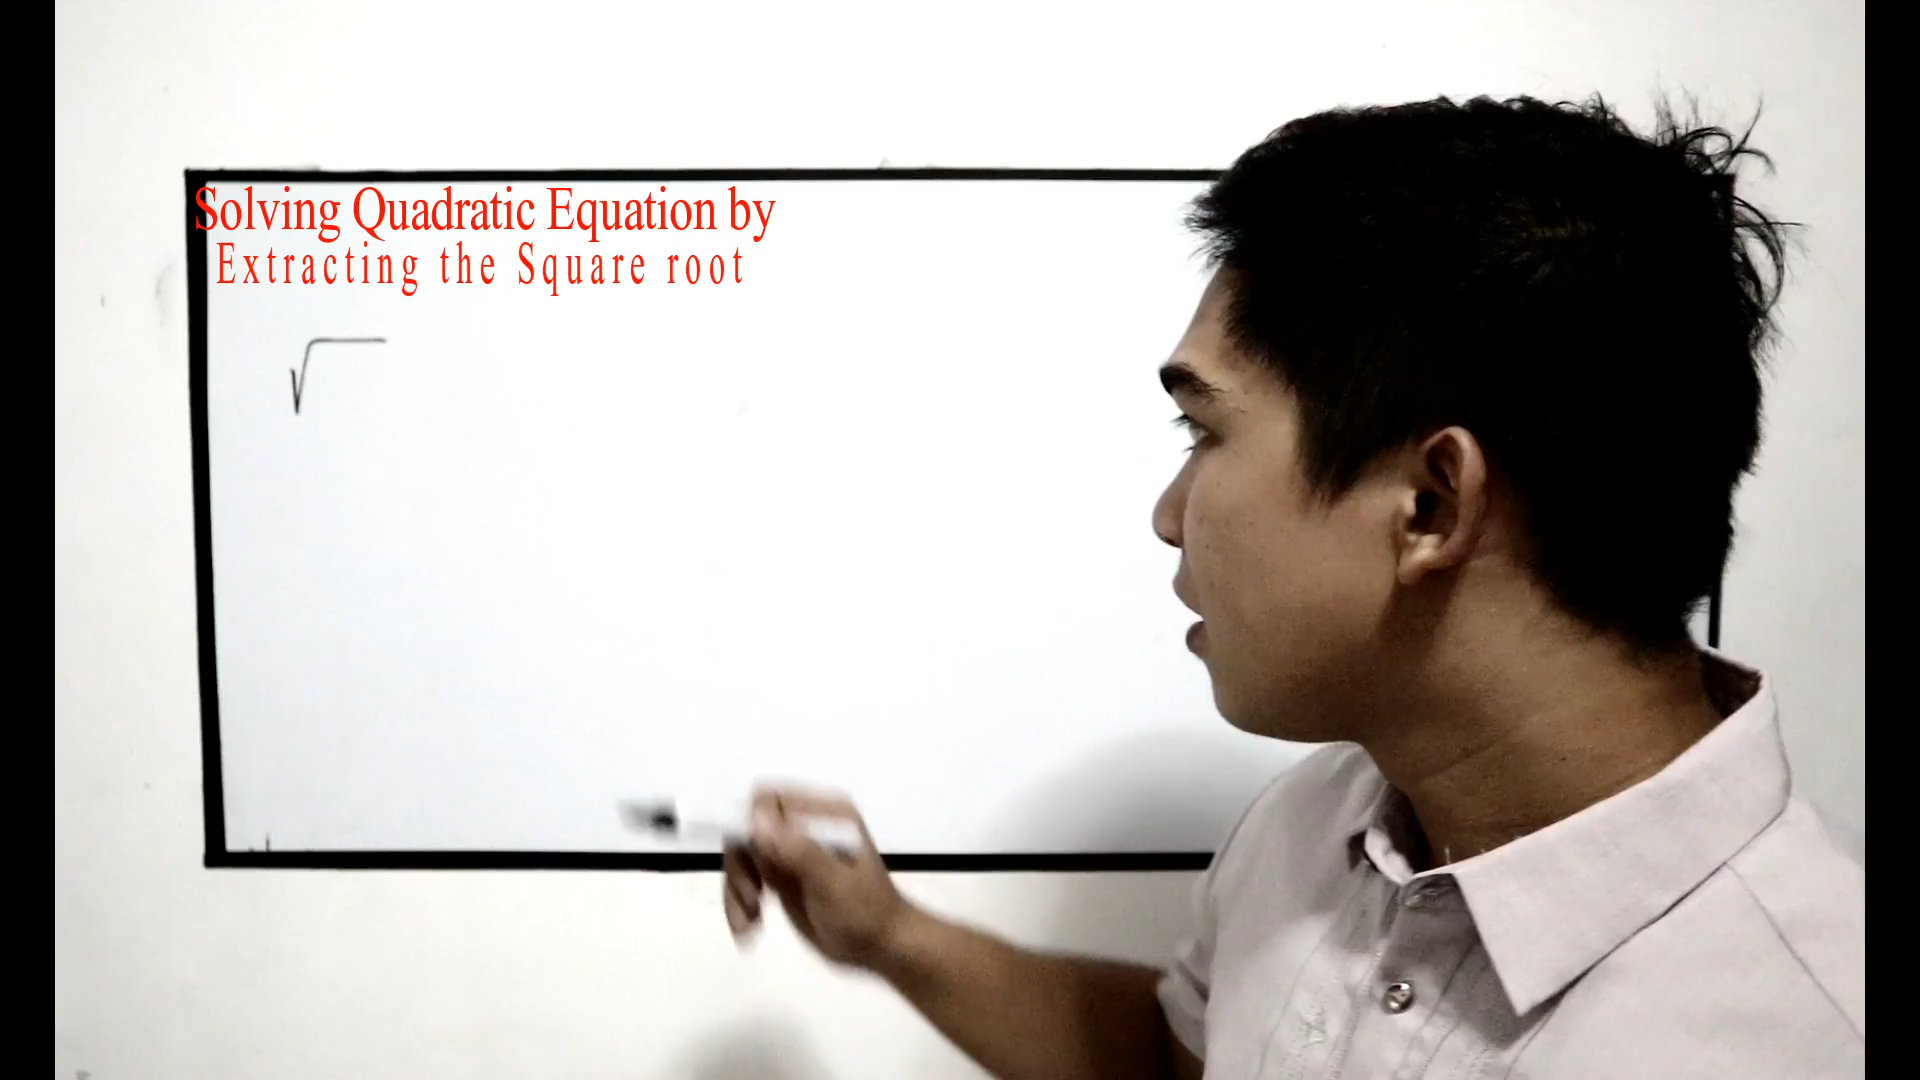 Solving Quadratic Equation by
Extracting the Square root
√